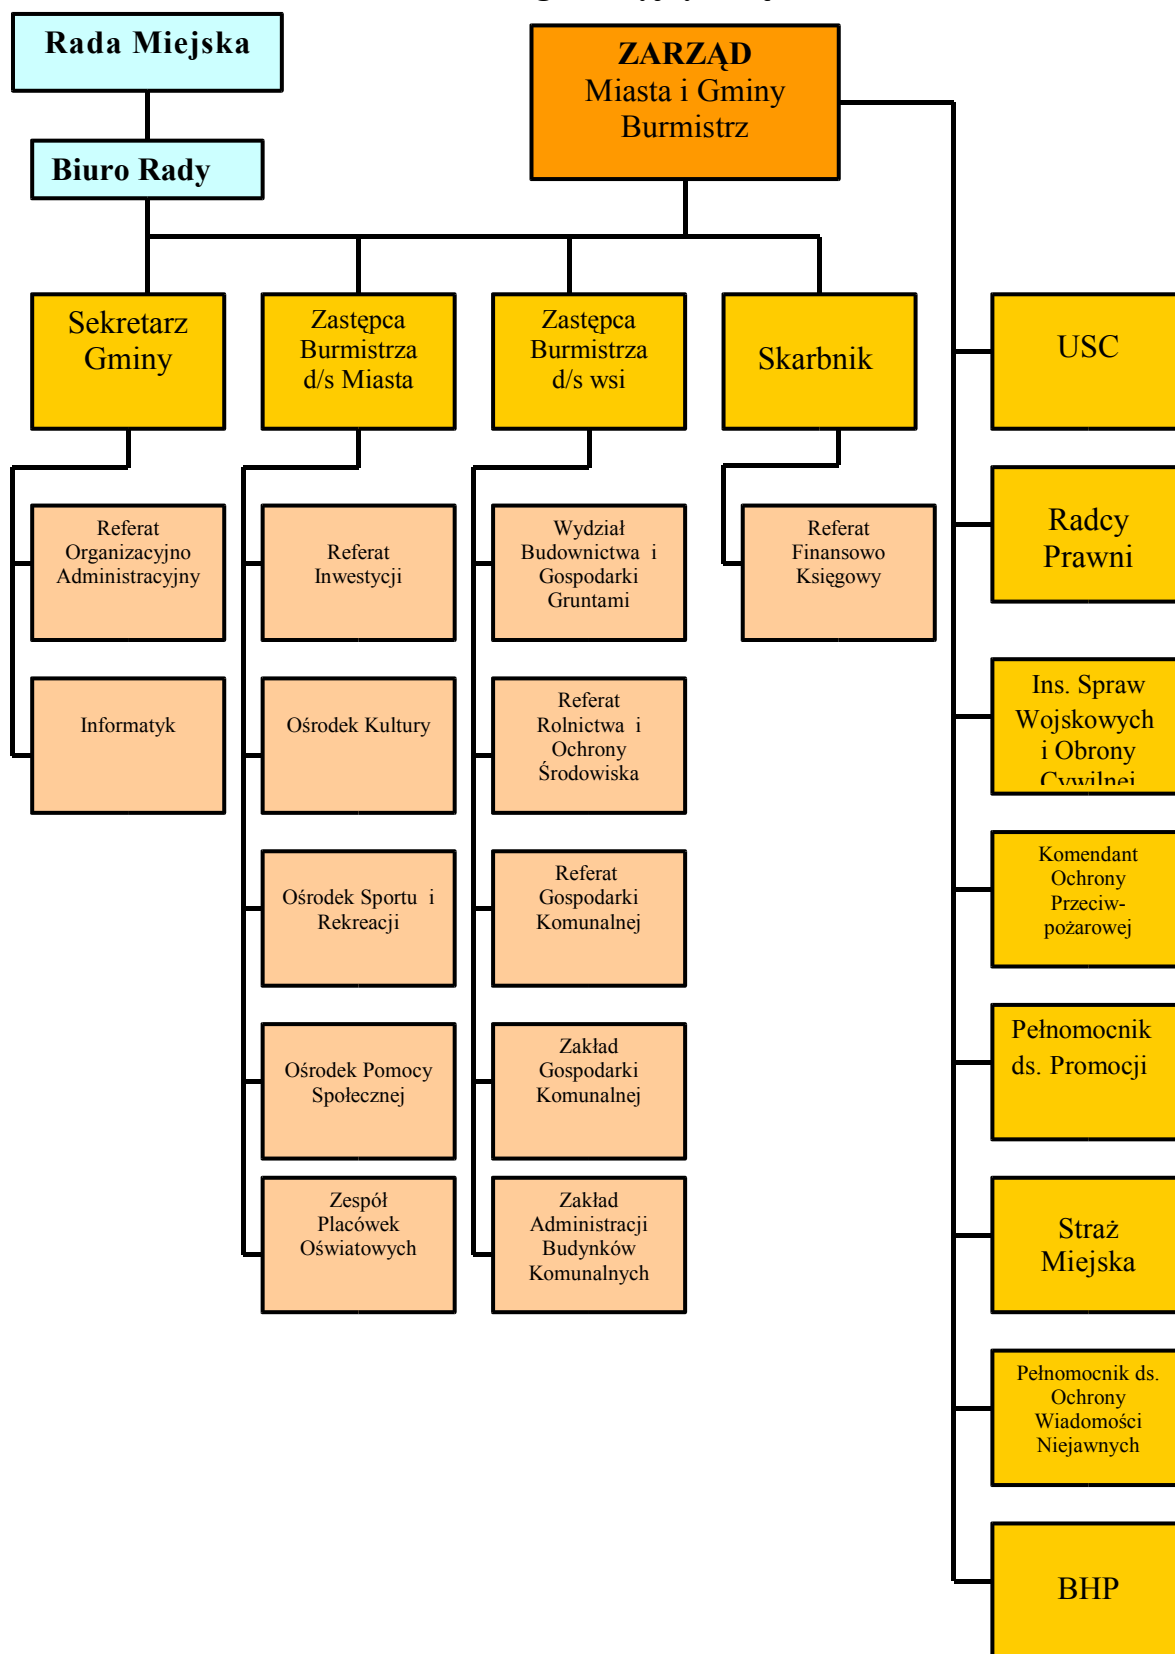 Rada Miejska
ZARZĄD
Miasta i Gminy
Burmistrz
Biuro Rady
Sekretarz
Gminy
Zastępca
Burmistrza
d/s Miasta
Zastępca
Burmistrza
d/s wsi
Skarbnik
USC
Referat
Organizacyjno
Administracyjny
Referat
Inwestycji
Wydział
Budownictwa i
Gospodarki
Gruntami
Referat
Finansowo
Księgowy
Radcy
Prawni
Informatyk
Ośrodek Kultury
Referat
Rolnictwa i
Ochrony
Środowiska
Ins. Spraw
Wojskowych
i Obrony
Cywilnej
Ośrodek Sportu i
Rekreacji
Referat
Gospodarki
Komunalnej
Komendant
Ochrony
Przeciw-
pożarowej
Ośrodek Pomocy
Społecznej
Zakład
Gospodarki
Komunalnej
Pełnomocnik
ds. Promocji
Zespół
Placówek
Oświatowych
Zakład
Administracji
Budynków
Komunalnych
Straż
Miejska
Pełnomocnik ds.
Ochrony
Wiadomości
Niejawnych
BHP